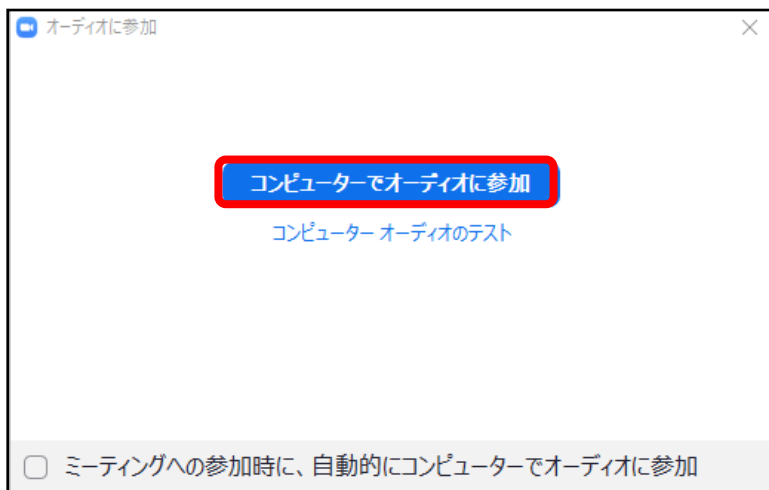 オーディオに参加
コンピューターでオーディオに参加
コンピューター オーディオのテスト
ミーティングへの参加時に、自動的にコンピューターでオーディオに参加